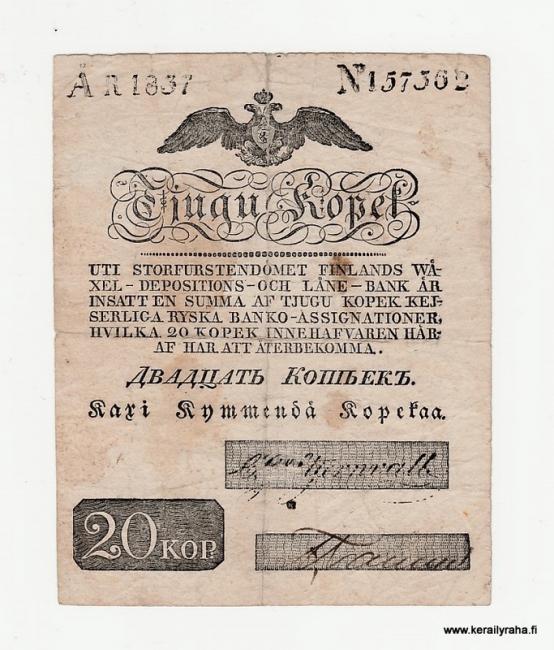 ÅR 1837 No 157362
Tjugu Kopek
UTI STORFURSTENDÖMET FINLANDS WÄ-
XEL-DEPOSITIONS-OCH LÅNE-BANK ÄR
INSATT EN SUMMA AF TJUGU KOPEK KEJ-
SERLIGA RYSKA BANKO-ASSIGNATIONER,
HVILKA 20 KOPEK INNEHAFVAREN HÄR-
AF HAR ATT ÅTERBEKOMMA.
ДВАДЦАТЬ КОПѢЕКЪ.
Kaxi Kymmendä Kopekaa.
20 KOP.
www.kerailyraha.fi